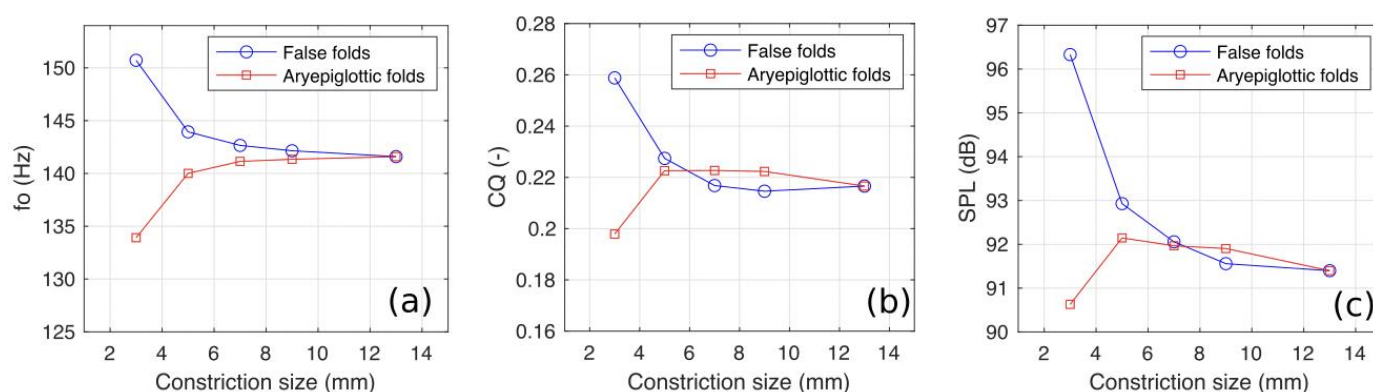 fo (Hz)
150
145
140
135
130
125
2 4 6 8 10 12 14
Constriction size (mm)
False folds
Aryepiglottic folds
(a)
CQ (-)
0.28
0.26
0.24
0.22
0.2
0.18
0.16
2 4 6 8 10 12 14
Constriction size (mm)
False folds
Aryepiglottic folds
(b)
SPL (dB)
97
96
95
94
93
92
91
90
2 4 6 8 10 12 14
Constriction size (mm)
False folds
Aryepiglottic folds
(c)